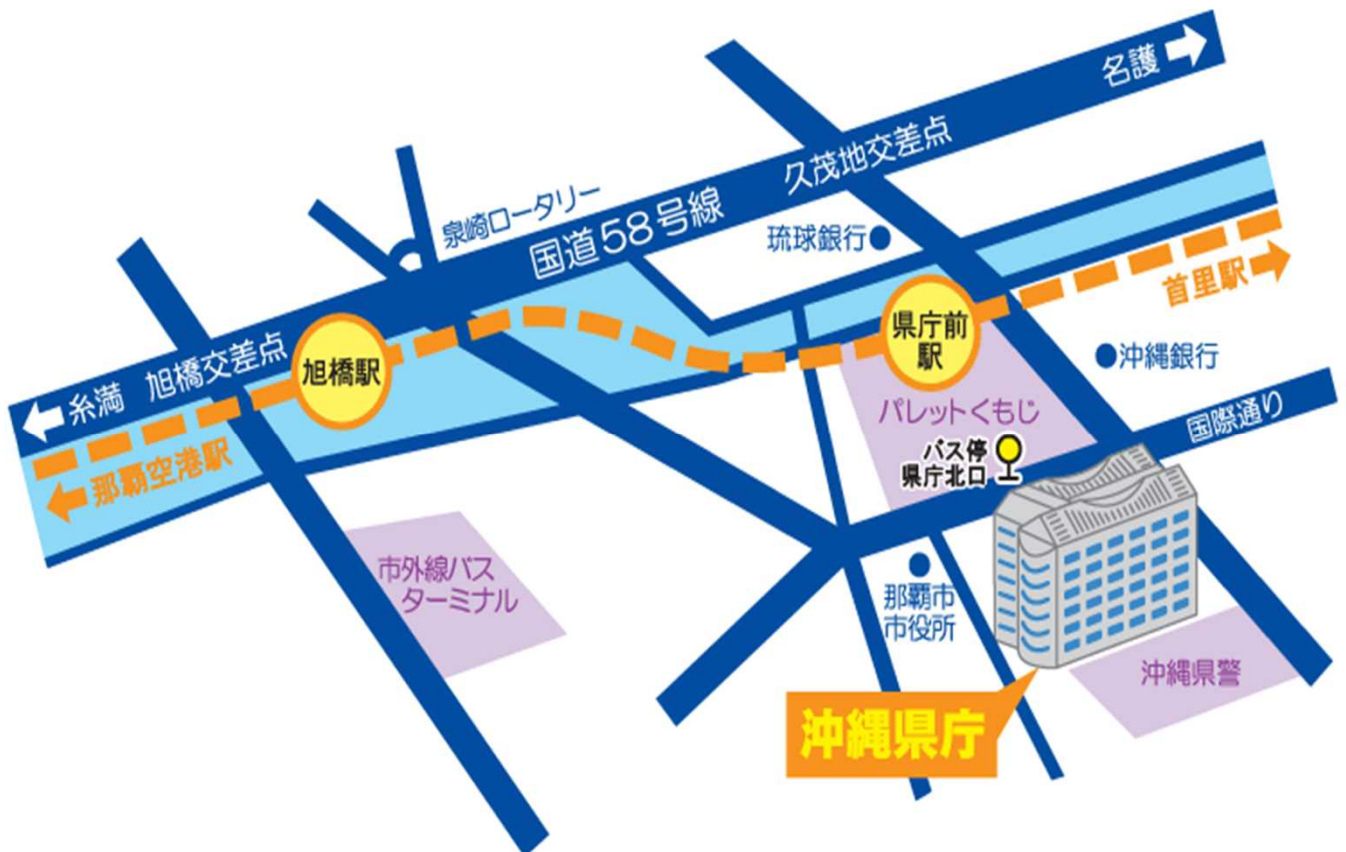 名護
久茂地交差点
国道58号線
泉崎ロータリー
琉球銀行
首里駅
県庁前
駅
沖縄銀行
旭橋交差点
糸満
旭橋駅
那覇空港駅
パレットくもじ
国際通り
バス停
県庁北口
市外線バス
ターミナル
那覇市
市役所
沖縄県警
沖縄県庁